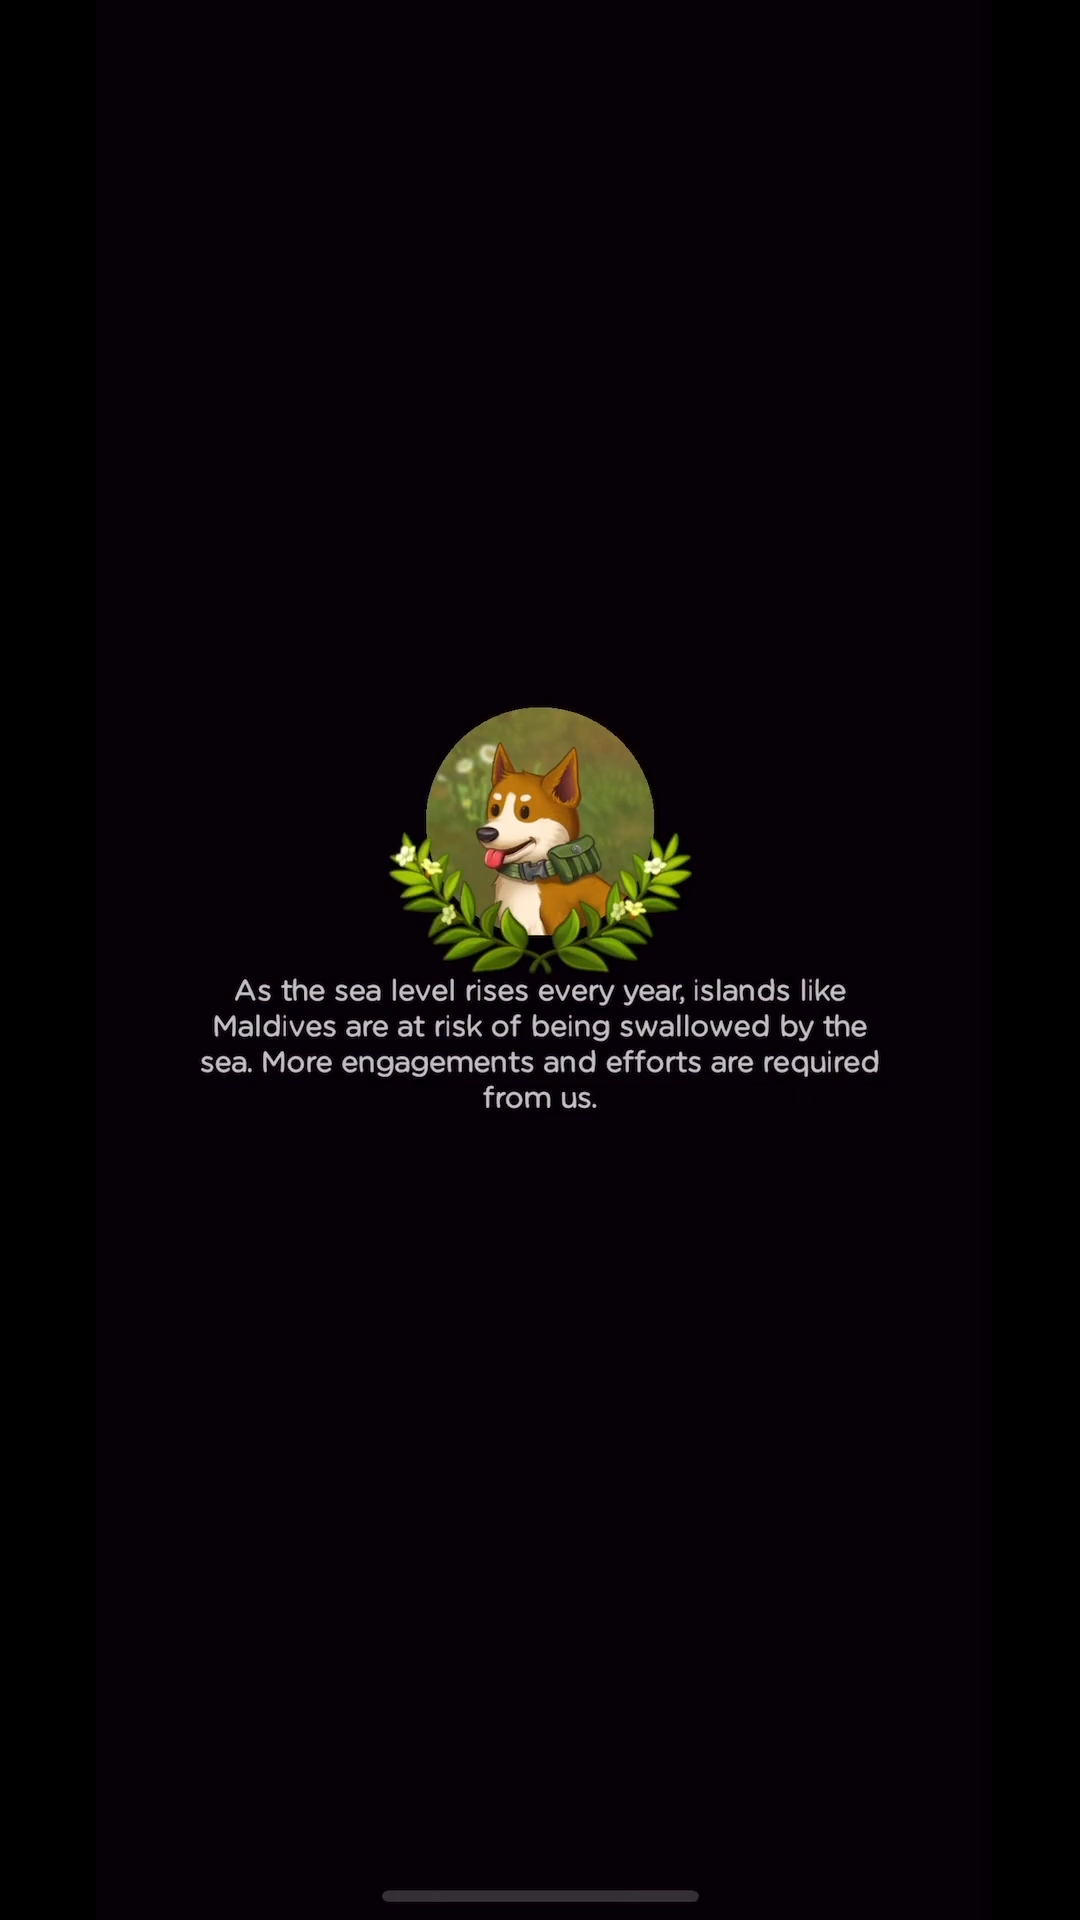 As the sea level rises every year, islands like
Maldives are at risk of being swallowed by the
sea. More engagements and efforts are required
from us.